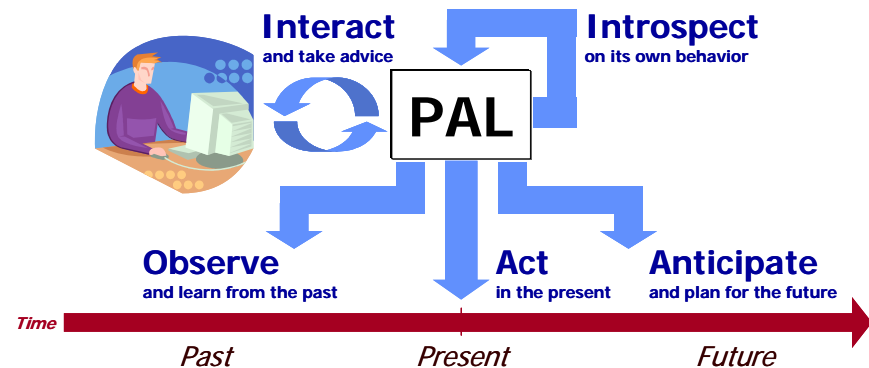 Interact
and take advice
Introspect
on its own behavior
PAL
Observe
and learn from the past
Act
in the present
Anticipate
and plan for the future
Time
Past
Present
Future